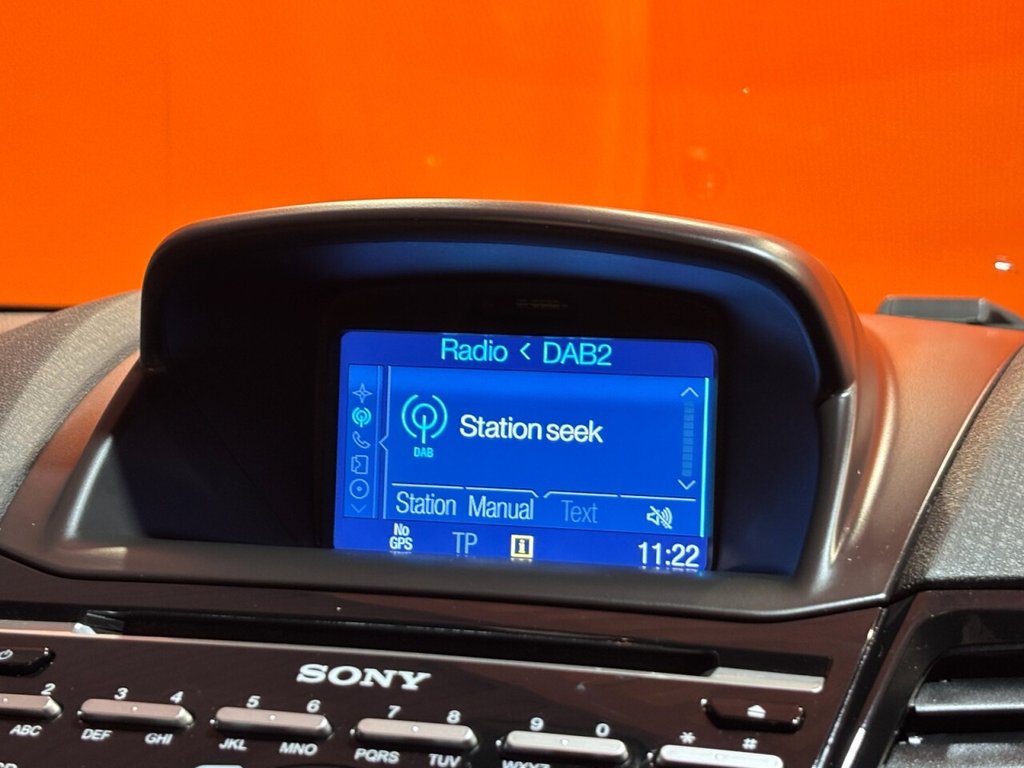 Radio < DAB2
DAB
Station seek
Station Manual Text
No
GPS
TP
i
11:22
SONY
2 3 4 5 6 7 8 9 0 * #
ABC DEF GHI JKL MNO PQRS TUV WXYZ